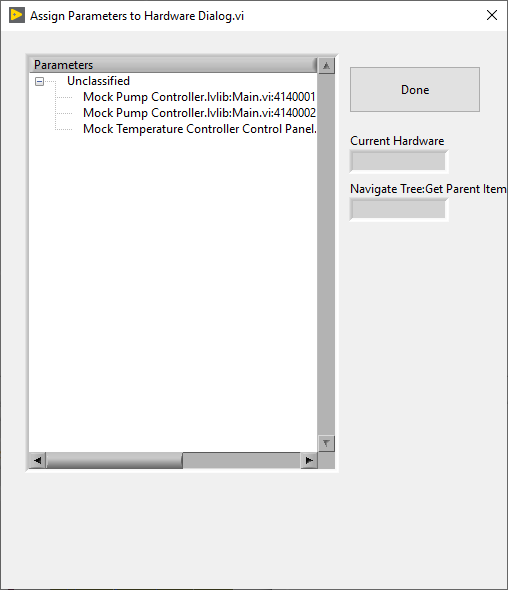 Assign Parameters to Hardware Dialog.vi
Parameters
Unclassified
Mock Pump Controller.lvlib:Main.vi:4140001
Mock Pump Controller.lvlib:Main.vi:4140002
Mock Temperature Controller Control Panel.
Done
Current Hardware
Navigate Tree:Get Parent Item